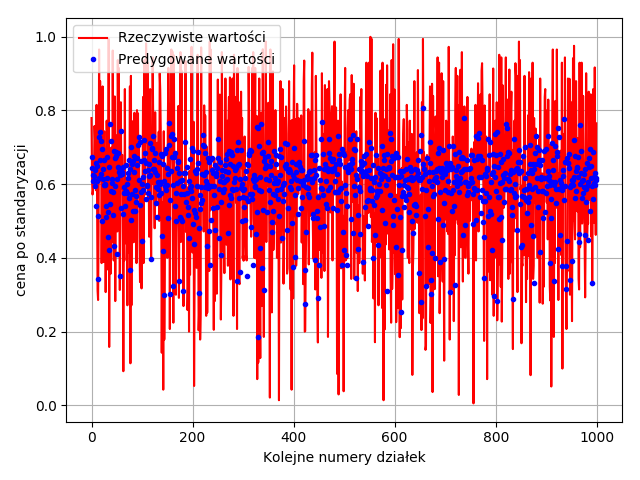 Rzeczywiste wartości
Predygowane wartości
cena po standaryzacji
1.0
0.8
0.6
0.4
0.2
0.0
0 200 400 600 800 1000
Kolejne numery działek